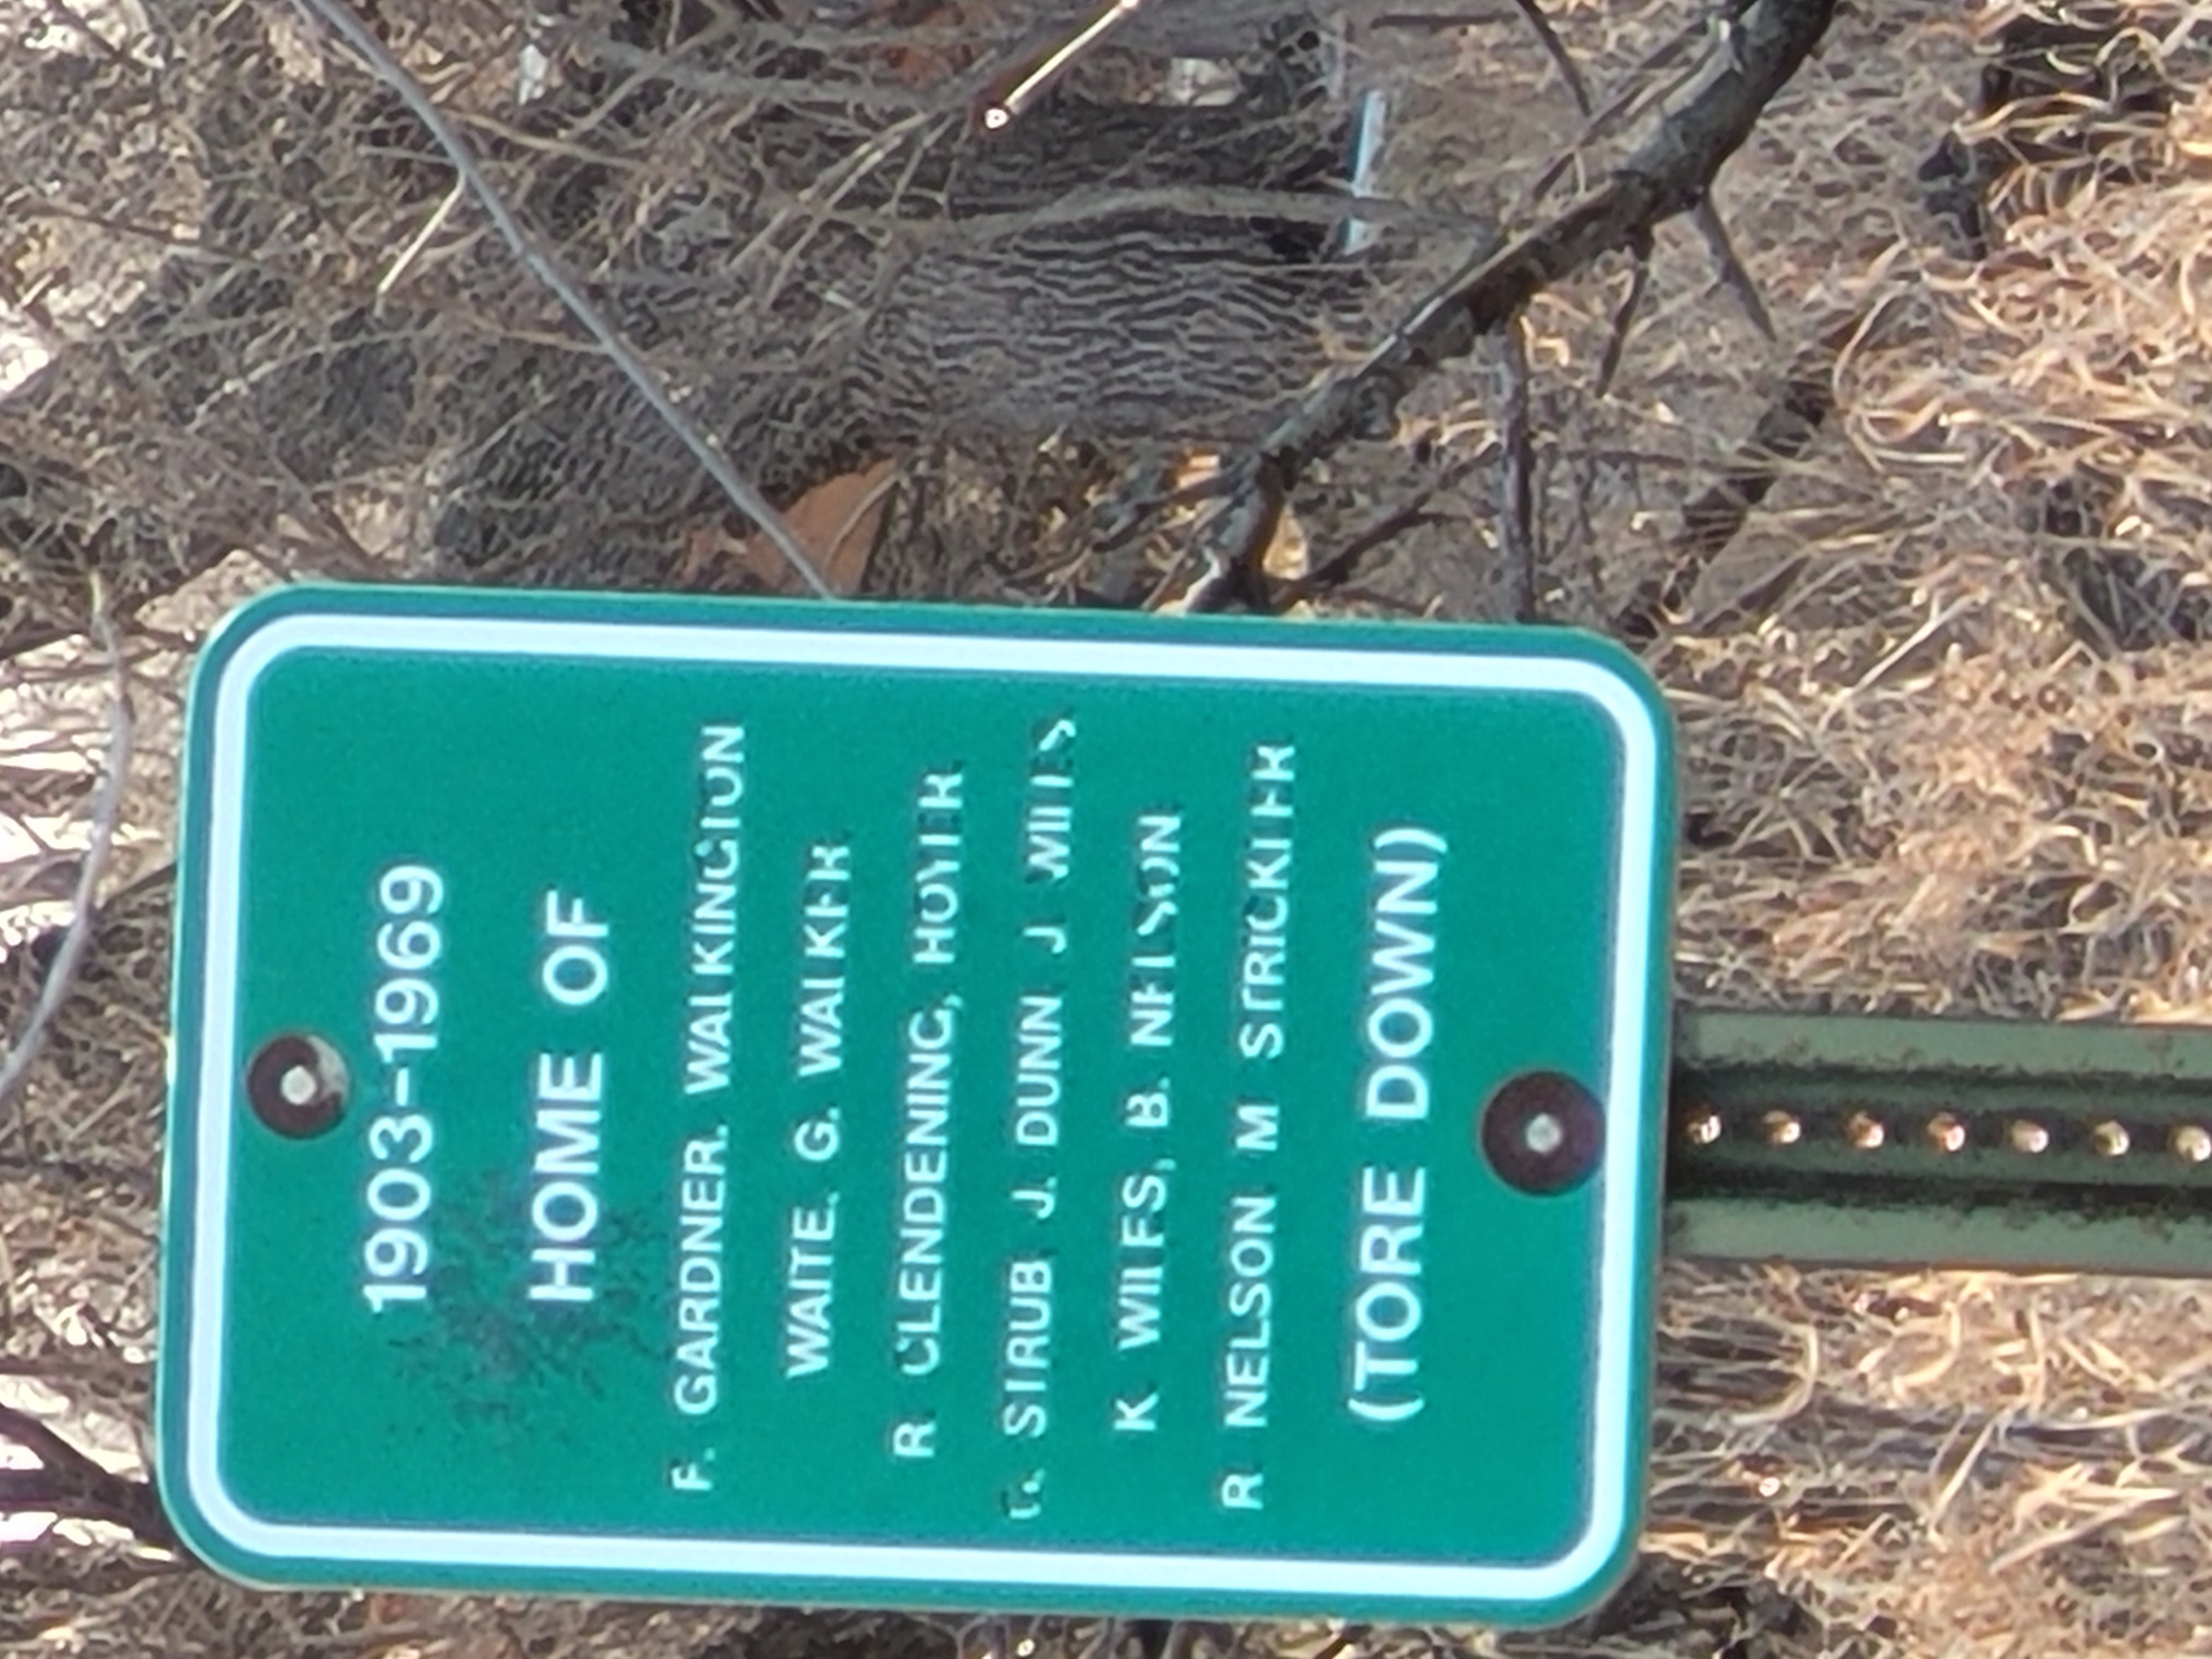 1903-1969
HOME OF
F. GARDNER, WALKINGTON
WAITE, G. WALKER,
R. CLENDENING, HOYER,
G. STRUB, J. DUNN, J. WILES,
K. WILES, B. NELSON,
R. NELSON, M. STRICKLER
(TORE DOWN)